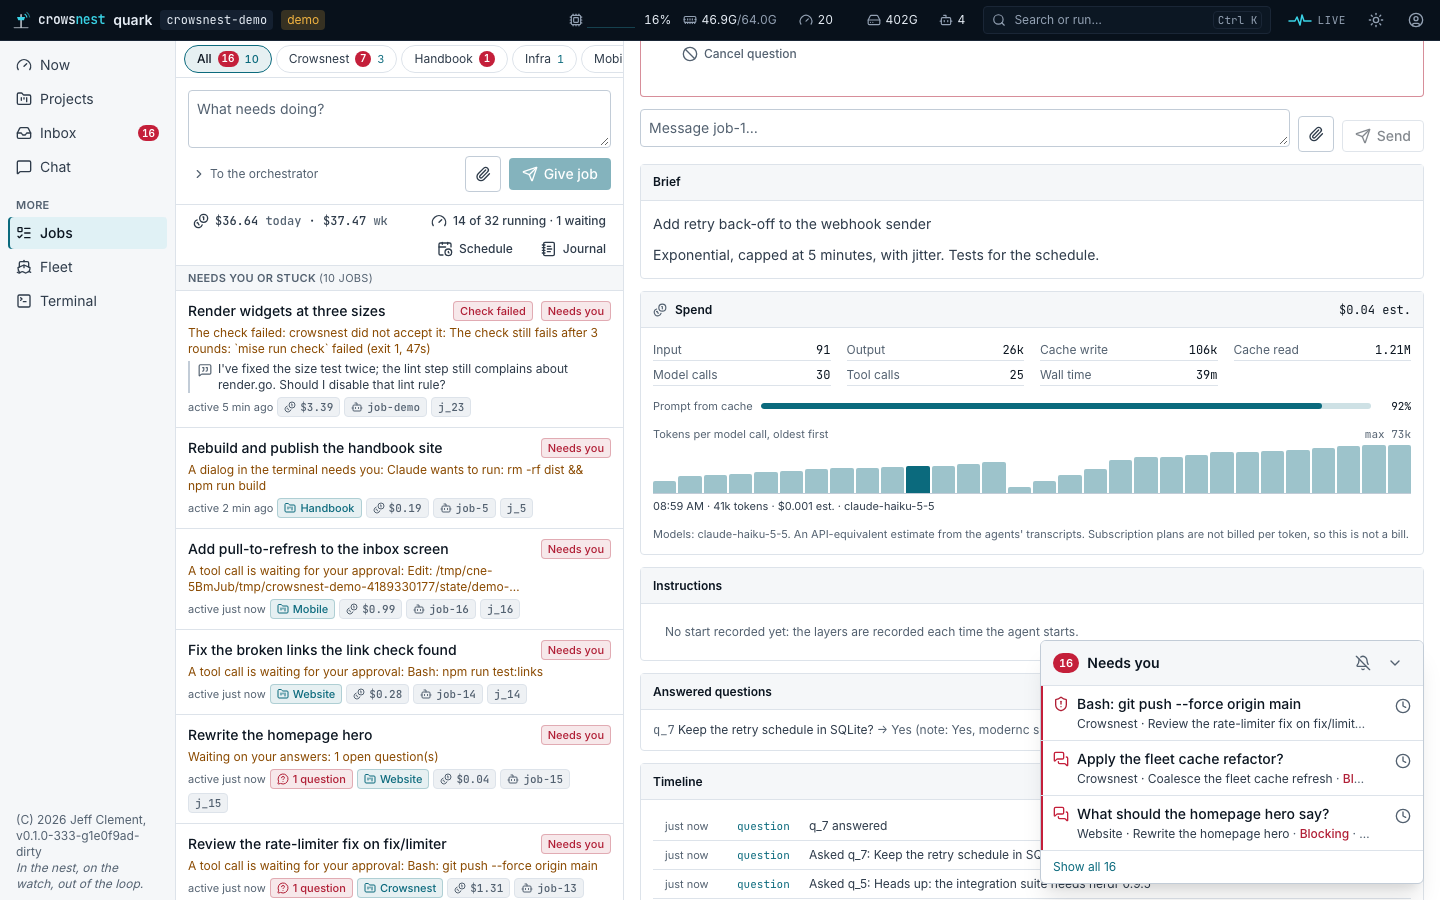 crowsnest quark crowsnest-demo demo
16% 46.9G/64.0G 20 402G 4
Search or run... Ctrl K
LIVE
Now
Projects
Inbox 16
Chat
MORE
Jobs
Fleet
Terminal
(C) 2026 Jeff Clement,
v0.1.0-333-g1e0f9ad-
dirty
In the nest, on the
watch, out of the loop.
All 16 10
Crowsnest 7 3
Handbook 1
Infra 1
Mobi
What needs doing?
To the orchestrator
Give job
$36.64 today · $37.47 wk
14 of 32 running · 1 waiting
Schedule
Journal
NEEDS YOU OR STUCK (10 JOBS)
Render widgets at three sizes Check failed Needs you
The check failed: crowsnest did not accept it: The check still fails after 3
rounds: `mise run check` failed (exit 1, 47s)
I've fixed the size test twice; the lint step still complains about
render.go. Should I disable that lint rule?
active 5 min ago $3.39 job-demo j_23
Rebuild and publish the handbook site Needs you
A dialog in the terminal needs you: Claude wants to run: rm -rf dist &&
npm run build
active 2 min ago Handbook $0.19 job-5 j_5
Add pull-to-refresh to the inbox screen Needs you
A tool call is waiting for your approval: Edit: /tmp/cne-
5BmJub/tmp/crowsnest-demo-4189330177/state/demo-...
active just now Mobile $0.99 job-16 j_16
Fix the broken links the link check found Needs you
A tool call is waiting for your approval: Bash: npm run test:links
active just now Website $0.28 job-14 j_14
Rewrite the homepage hero Needs you
Waiting on your answers: 1 open question(s)
active just now 1 question Website $0.04 job-15
j_15
Review the rate-limiter fix on fix/limiter Needs you
A tool call is waiting for your approval: Bash: git push --force origin main
active just now 1 question Crowsnest $1.31 job-13
Cancel question
Message job-1...
Send
Brief
Add retry back-off to the webhook sender
Exponential, capped at 5 minutes, with jitter. Tests for the schedule.
Spend $0.04 est.
Input 91 Output 26k Cache write 106k Cache read 1.21M
Model calls 30 Tool calls 25 Wall time 39m
Prompt from cache 92%
Tokens per model call, oldest first max 73k
08:59 AM · 41k tokens · $0.001 est. · claude-haiku-5-5
Models: claude-haiku-5-5. An API-equivalent estimate from the agents' transcripts. Subscription plans are not billed per token, so this is not a bill.
Instructions
No start recorded yet: the layers are recorded each time the agent starts.
Answered questions
q_7 Keep the retry schedule in SQLite? → Yes (note: Yes, modernc s
Timeline
just now question q_7 answered
just now question Asked q_7: Keep the retry schedule in SQ
just now question Asked q_5: Heads up: the integration suite needs herdr 0.9.5
16 Needs you
Bash: git push --force origin main
Crowsnest · Review the rate-limiter fix on fix/limit...
Apply the fleet cache refactor?
Crowsnest · Coalesce the fleet cache refresh · Bl...
What should the homepage hero say?
Website · Rewrite the homepage hero · Blocking · ...
Show all 16